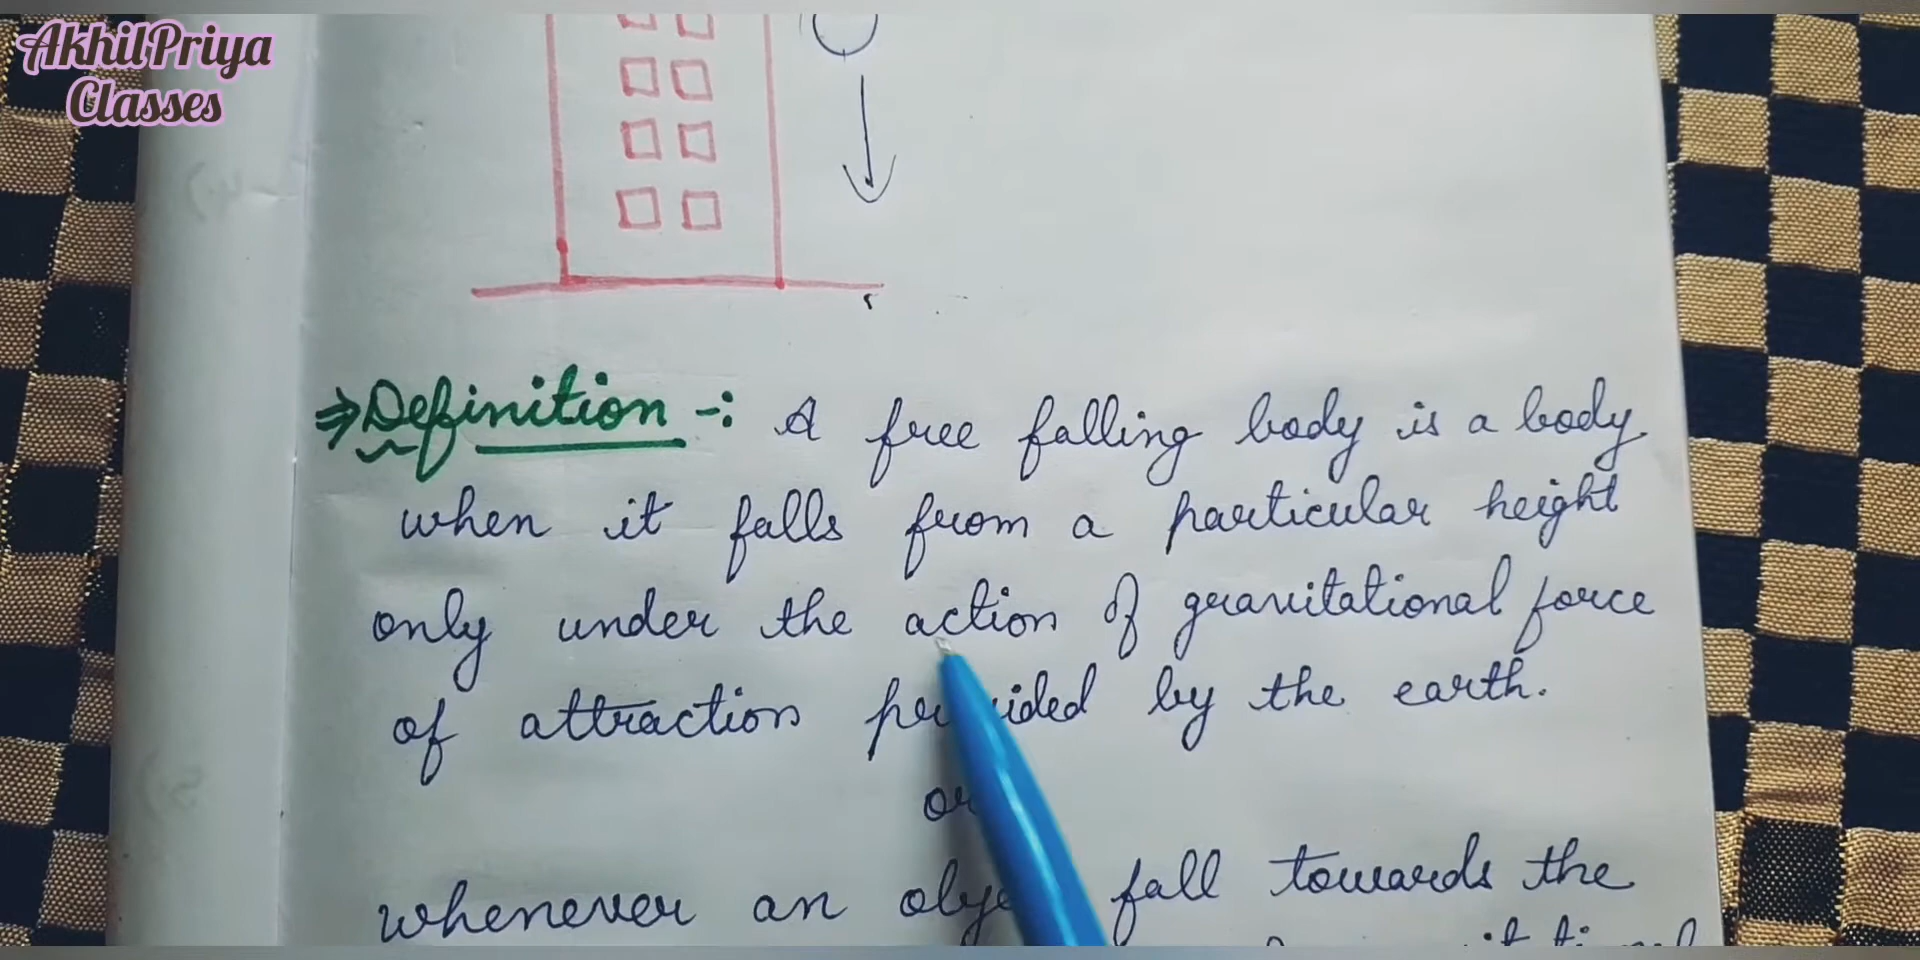 AkhilPriya
Classes
⇒ Definition -: A free falling body is a body
when it falls from a particular height
only under the action of gravitational force
of attraction by the earth.
or
whenever an fall towards the